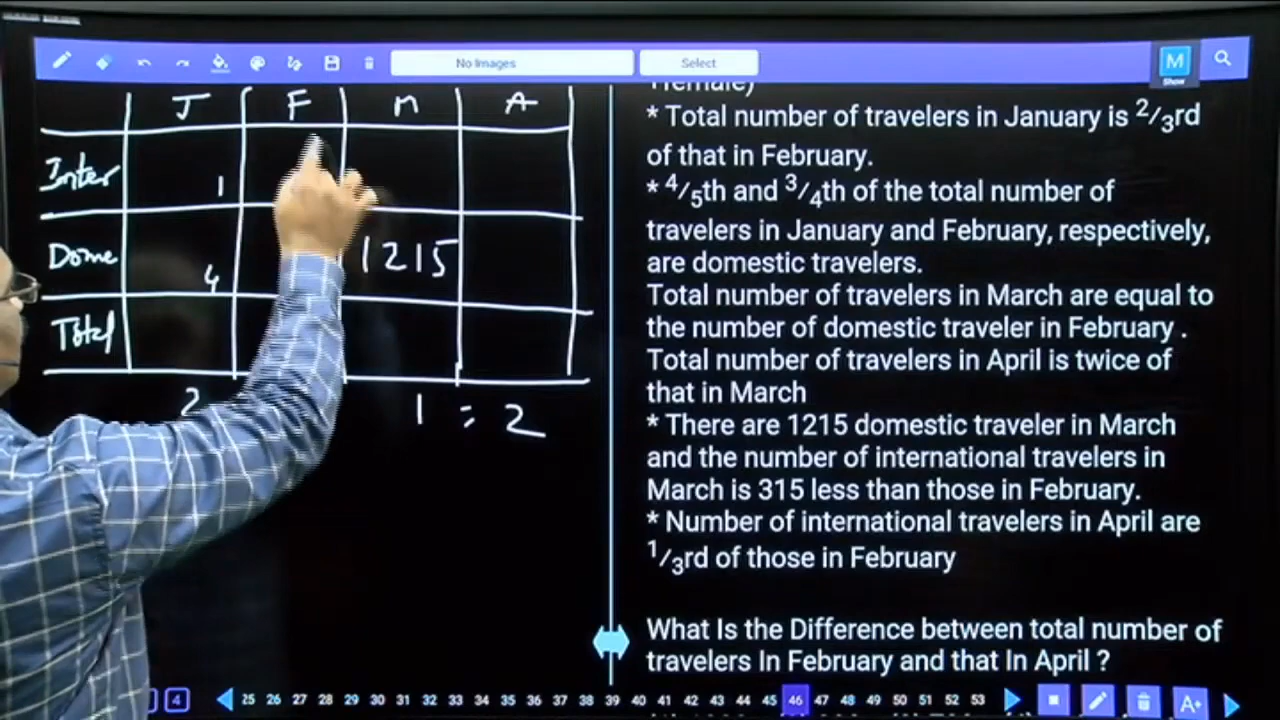 No Images
Select
M
Show
J F M A
Inter 1
Dome 4 1215
Total
2 1 : 2
female)
* Total number of travelers in January is 2/3rd
of that in February.
* 4/5th and 3/4th of the total number of
travelers in January and February, respectively,
are domestic travelers.
Total number of travelers in March are equal to
the number of domestic traveler in February .
Total number of travelers in April is twice of
that in March
* There are 1215 domestic traveler in March
and the number of international travelers in
March is 315 less than those in February.
* Number of international travelers in April are
1/3rd of those in February
What Is the Difference between total number of
travelers In February and that In April ?
4 25 26 27 28 29 30 31 32 33 34 35 36 37 38 39 40 41 42 43 44 45 46 47 48 49 50 51 52 53 A+